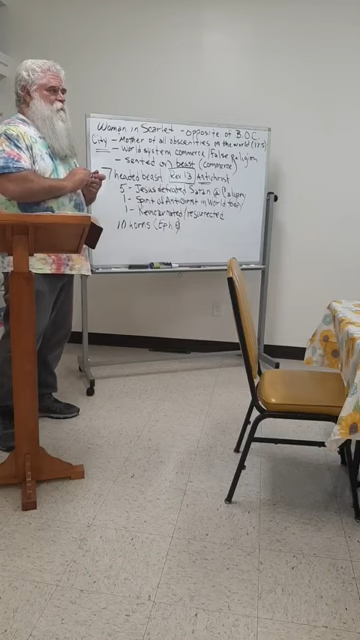 Woman in Scarlet - Opposite of B.O.C.
City - Mother of all obscenities in the world (17:5)
- World system commerce/False Religion
- seated on 7 beast (commerce)
headed beast Rev 13 Antichrist
5 - Jesus defeated Satan @ Calvary
1 - Spirit of Antichrist in World today
1 - Reincarnated/resurrected
10 horns (Eph 6)